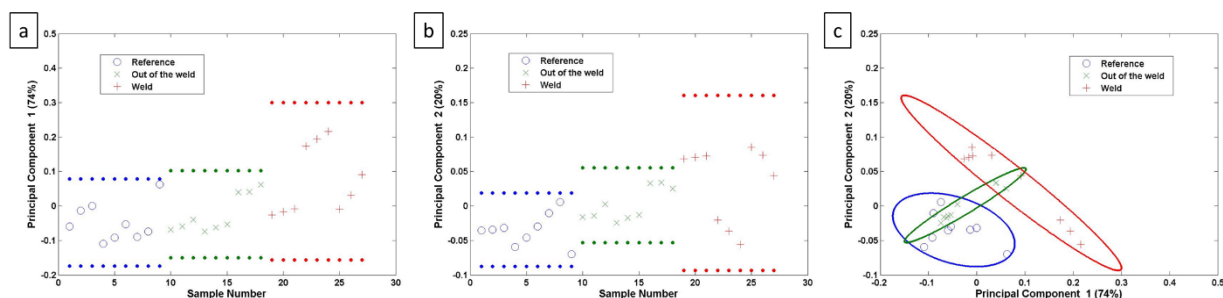 a
Principal Component 1 (74%)
0.5
0.4
0.3
0.2
0.1
0
-0.1
-0.2
Reference
Out of the weld
Weld
0
5
10
15
20
25
30
Sample Number
b
Principal Component 2 (20%)
0.25
0.2
0.15
0.1
0.05
0
-0.05
-0.1
Reference
Out of the weld
Weld
0
5
10
15
20
25
30
Sample Number
c
Principal Component 2 (20%)
0.25
0.2
0.15
0.1
0.05
0
-0.05
-0.1
Reference
Out of the weld
Weld
-0.2
-0.1
0
0.1
0.2
0.3
0.4
0.5
Principal Component 1 (74%)